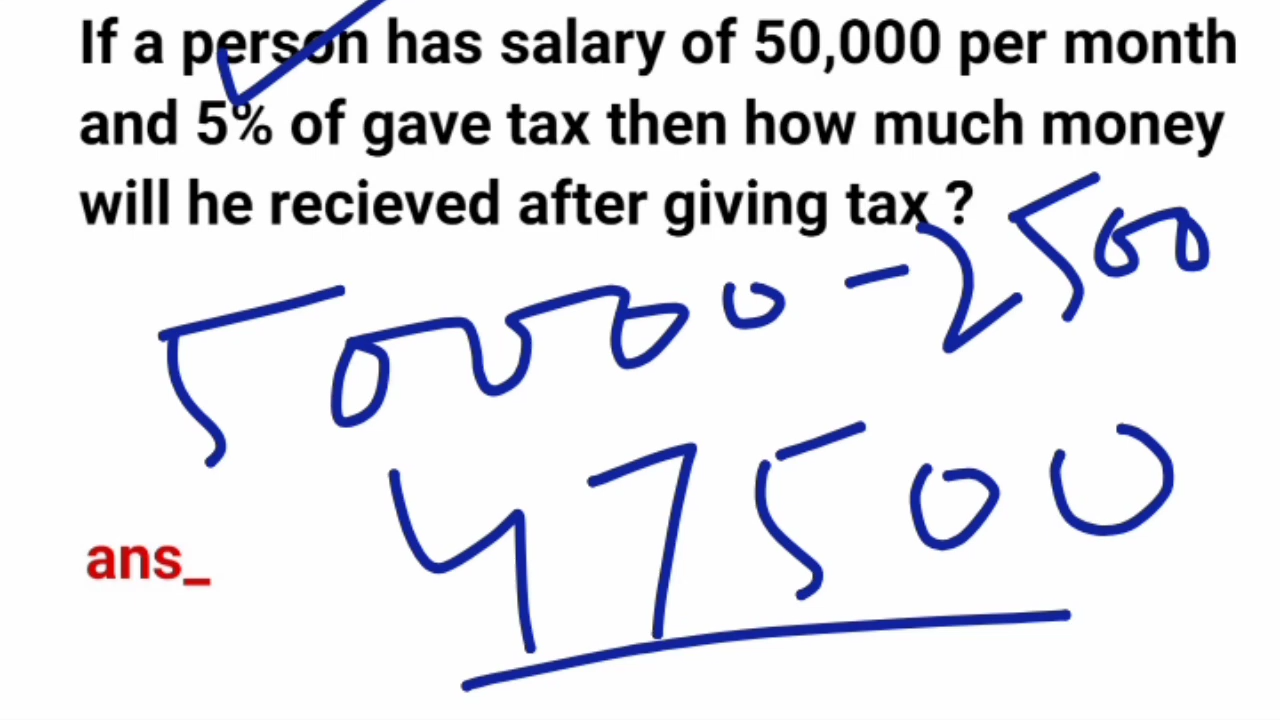 If a person has salary of 50,000 per month
and 5% of gave tax then how much money
will he recieved after giving tax ?
50000 - 2500
47500
ans_